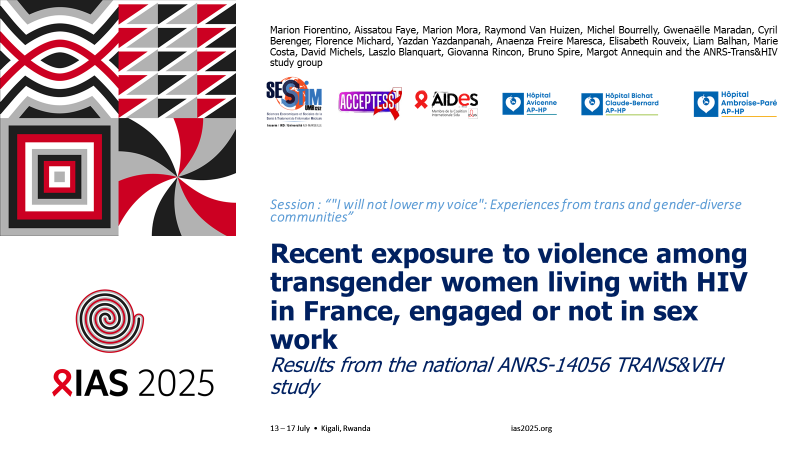 Marion Fiorentino, Aissatou Faye, Marion Mora, Raymond Van Huizen, Michel Bourrelly, Gwenaëlle Maradan, Cyril
Berenger, Florence Michard, Yazdan Yazdanpanah, Anaenza Freire Maresca, Elisabeth Rouveix, Liam Balhan, Marie
Costa, David Michels, Laszlo Blanquart, Giovanna Rincon, Bruno Spire, Margot Annequin and the ANRS-Trans&HIV
study group
SESSTIM
UMR1252
ACCEPTESS
AIDES
Hôpital
Avicenne
AP-HP
Hôpital Bichat
Claude-Bernard
AP-HP
Hôpital
Ambroise-Paré
AP-HP
Session : “"I will not lower my voice": Experiences from trans and gender-diverse
communities”
Recent exposure to violence among
transgender women living with HIV
in France, engaged or not in sex
work
Results from the national ANRS-14056 TRANS&VIH
study
IAS 2025
13 – 17 July • Kigali, Rwanda
ias2025.org